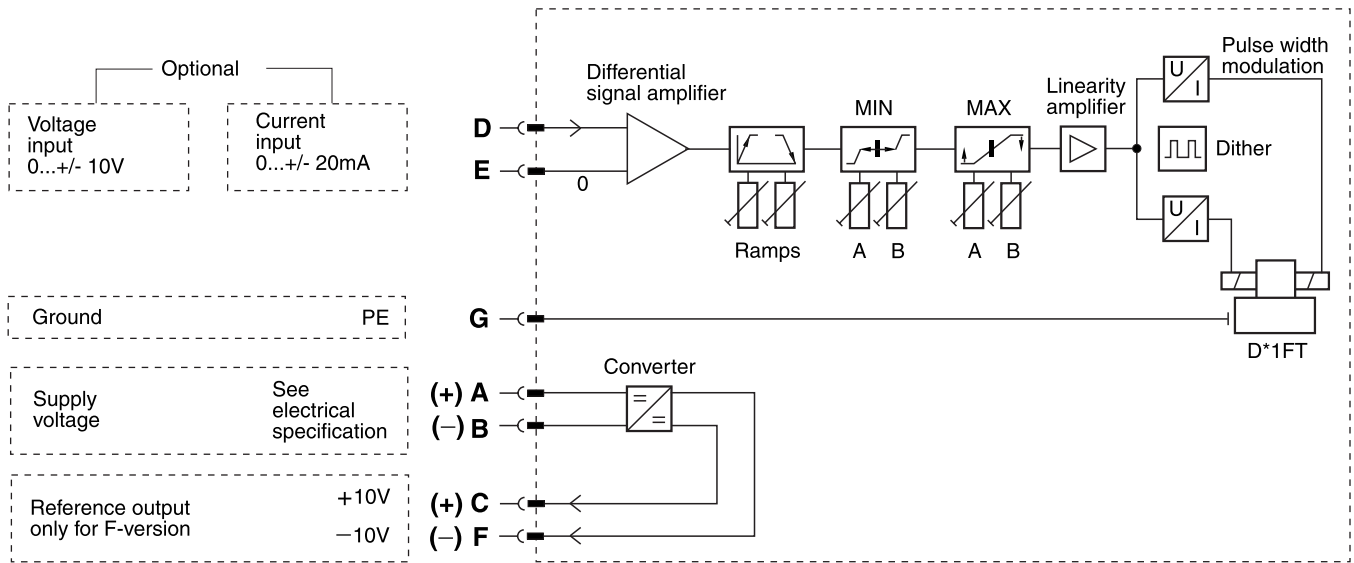 Optional
Voltage
input
0...+/- 10V
Current
input
0...+/- 20mA
D
E
0
Differential
signal amplifier
Ramps
MIN
A B
MAX
A B
Linearity
amplifier
U
I
Pulse width
modulation
Dither
U
I
D*1FT
Ground PE
G
Supply
voltage
See
electrical
specification
(+) A
(–) B
Converter
= =
Reference output
only for F-version
+10V
–10V
(+) C
(–) F